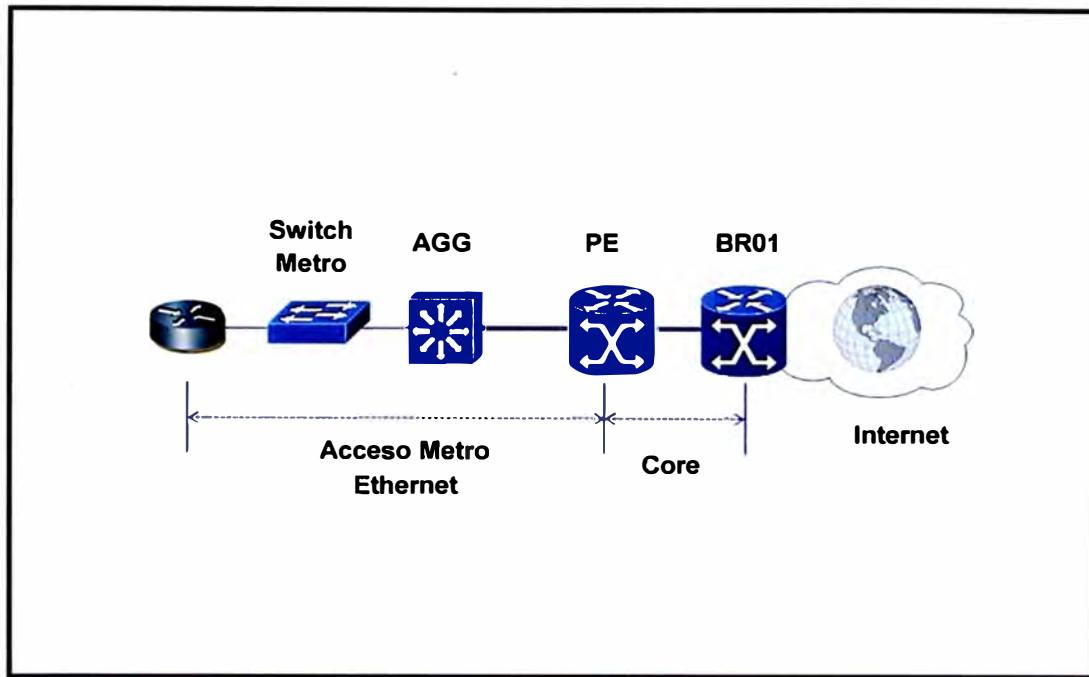 Switch
Metro
AGG
PE
BR01
Internet
Acceso Metro
Ethernet
Core